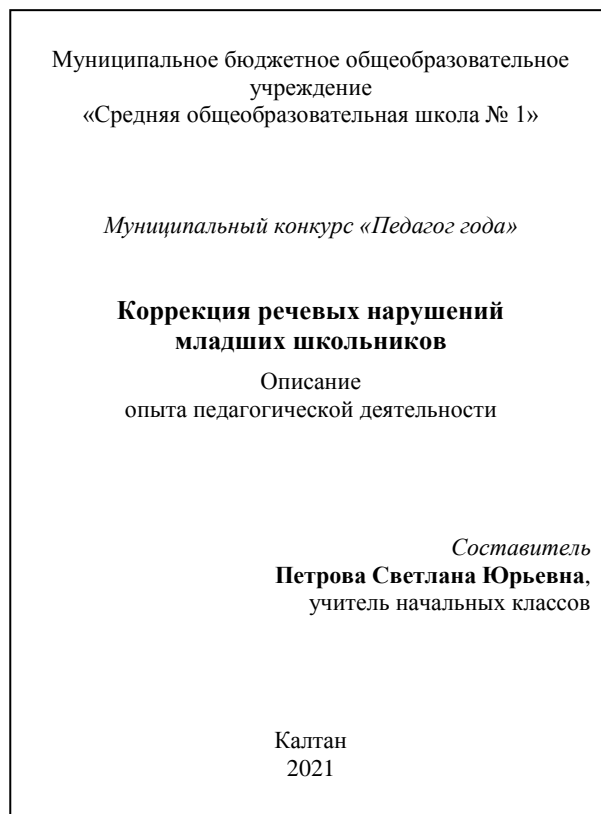 Муниципальное бюджетное общеобразовательное
учреждение
«Средняя общеобразовательная школа № 1»
Муниципальный конкурс «Педагог года»
Коррекция речевых нарушений
младших школьников
Описание
опыта педагогической деятельности
Составитель
Петрова Светлана Юрьевна,
учитель начальных классов
Калтан
2021